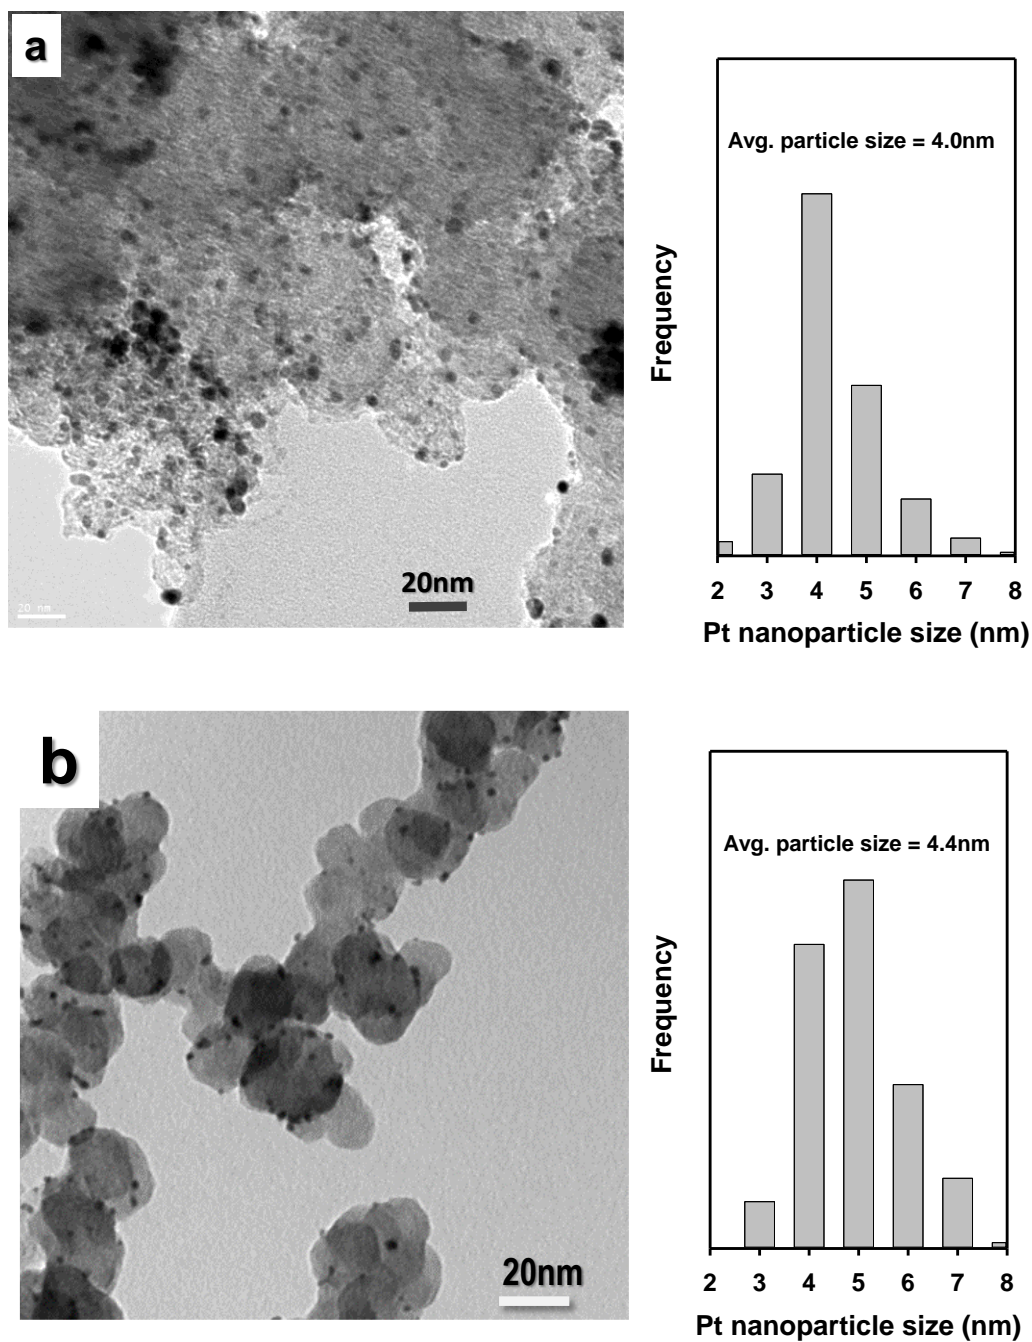 a
Avg. particle size = 4.0nm
Frequency
20nm
20 nm
2 3 4 5 6 7 8
Pt nanoparticle size (nm)
b
Avg. particle size = 4.4nm
Frequency
20nm
2 3 4 5 6 7 8
Pt nanoparticle size (nm)